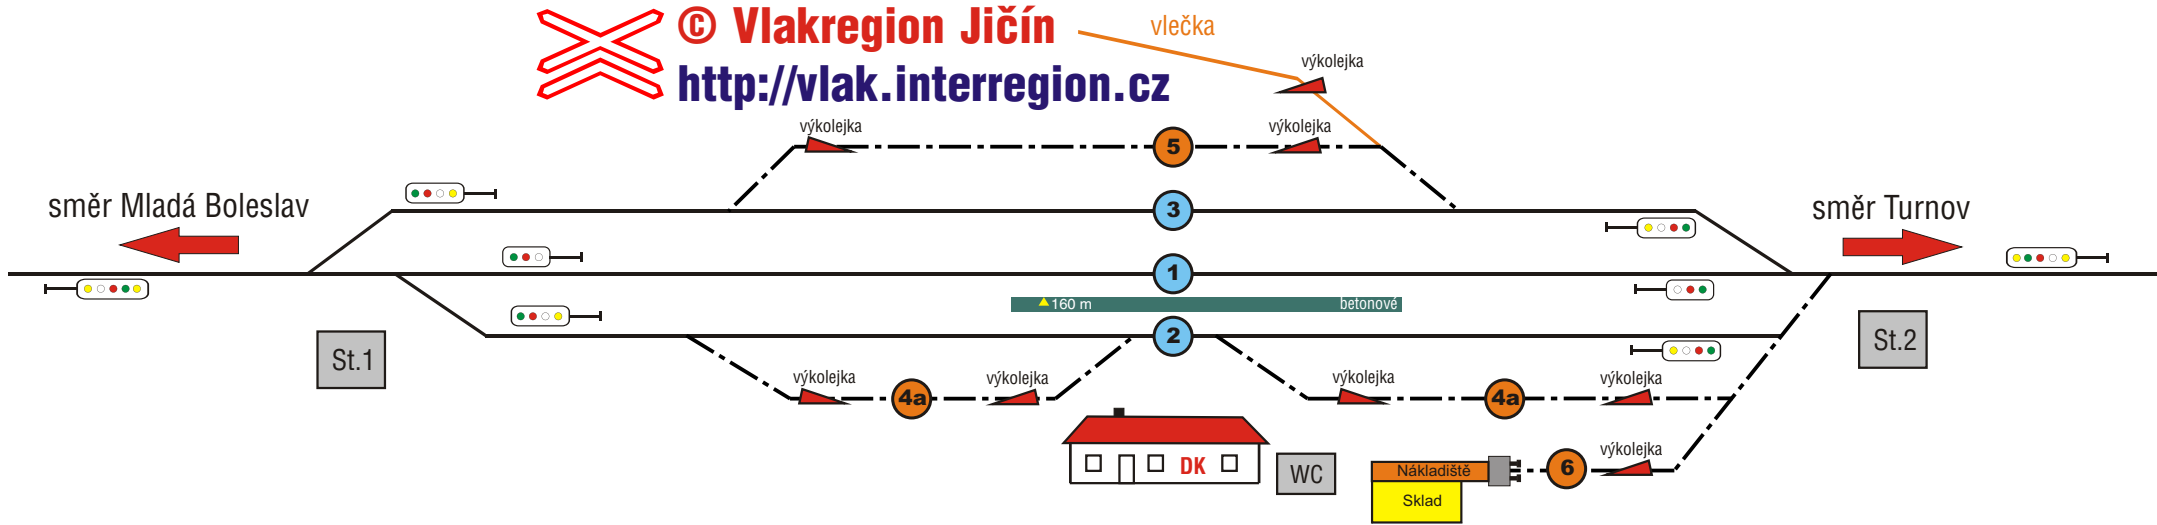 © Vlakregion Jičín
http://vlak.interregion.cz
vlečka
výkolejka
výkolejka
výkolejka
5
směr Mladá Boleslav
3
směr Turnov
1
160 m
betonové
2
St.1
St.2
výkolejka
4a
výkolejka
výkolejka
4a
výkolejka
DK
WC
Nákladiště
Sklad
6
výkolejka